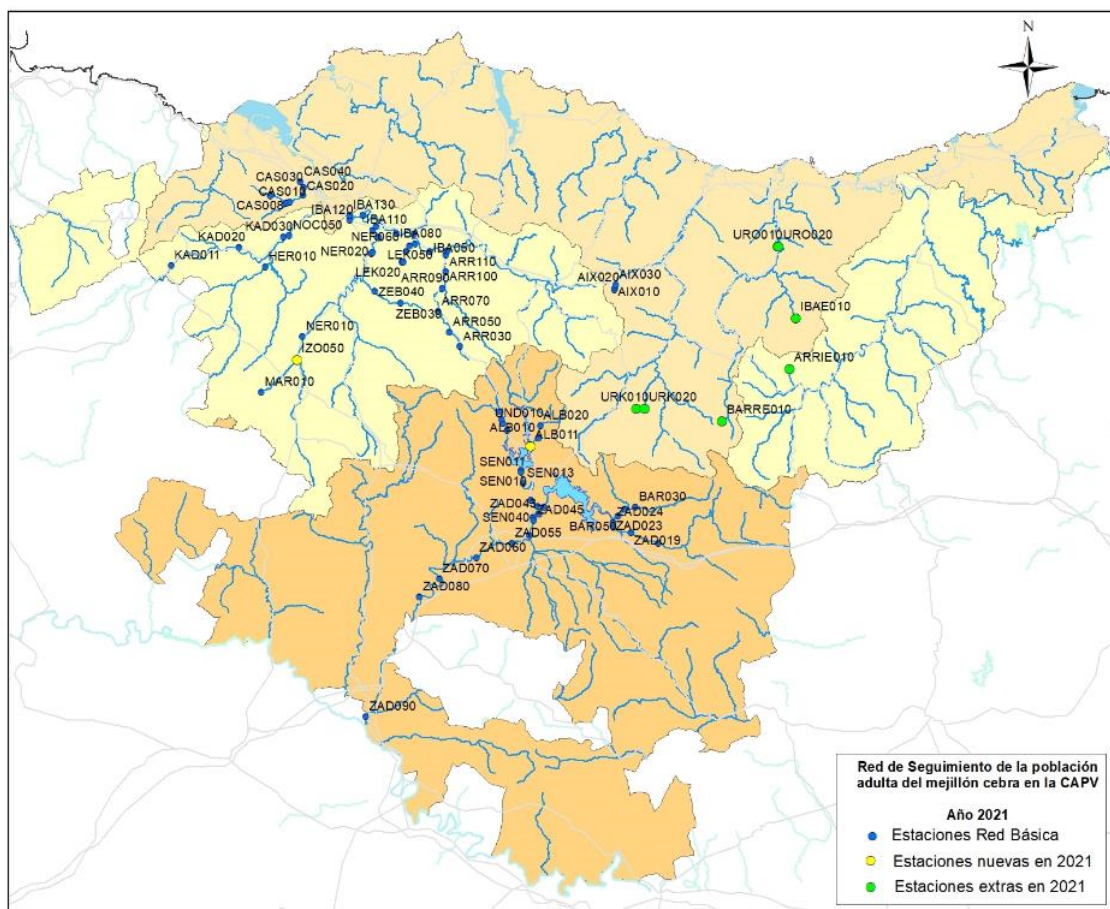 N
CAS030 CAS040
CAS010 CAS020
CAS008
IBA120 IBA130
IBA110
KAD030 NOC050
KAD020
NER060 IBA080
KAD011
HER010
NER020
LEK050 IBA050
LEK020
ARR110
ARR090 ARR100
ZEB040
ARR070
ZEB030
ARR050
ARR030
NER010
IZO050
MAR010
URO010 URO020
AIX020 AIX030
AIX010
IBAE010
ARRIE010
URK010 URK020
BARRE010
UND010 ALB020
ALB010 ALB011
SEN011
SEN013
SEN010
BAR030
ZAD045
ZAD024
SEN040
BAR050 ZAD023
ZAD055
ZAD019
ZAD060
ZAD070
ZAD080
ZAD090
Red de Seguimiento de la población
adulta del mejillón cebra en la CAPV
Año 2021
Estaciones Red Básica
Estaciones nuevas en 2021
Estaciones extras en 2021